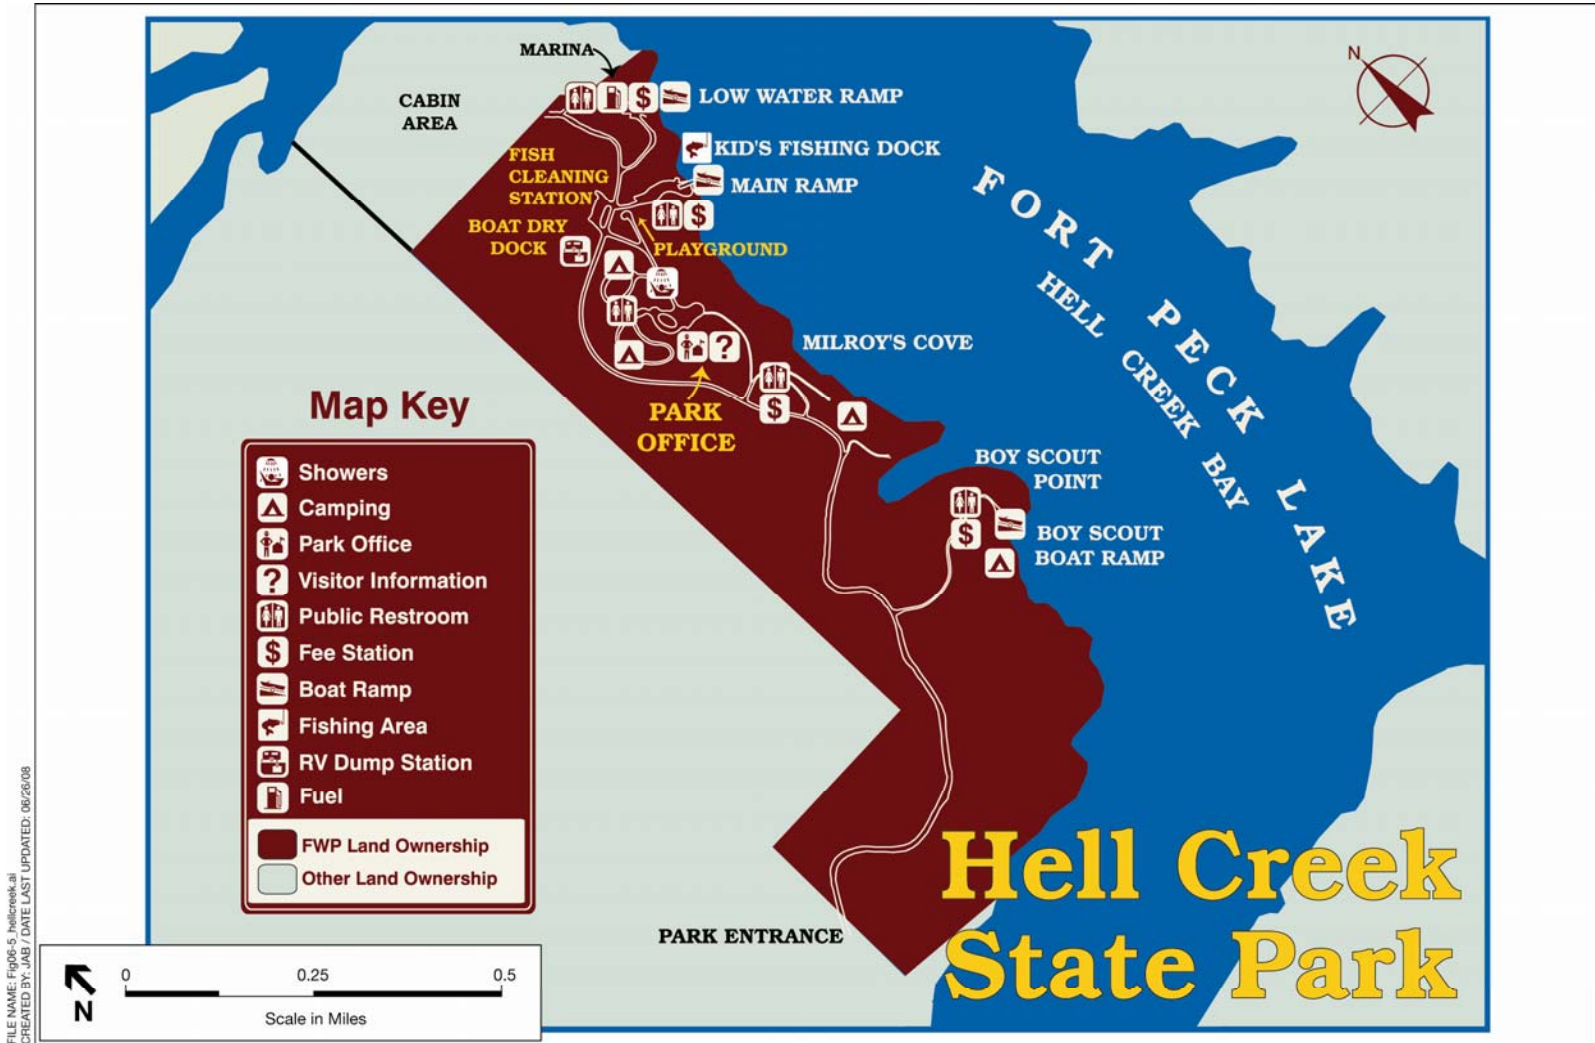 MARINA
CABIN
AREA
LOW WATER RAMP
N
KID'S FISHING DOCK
FISH
CLEANING
STATION
MAIN RAMP
BOAT DRY
DOCK
PLAYGROUND
FORT PECK LAKE
HELL CREEK BAY
MILROY'S COVE
PARK
OFFICE
BOY SCOUT
POINT
BOY SCOUT
BOAT RAMP
Map Key
Showers
Camping
Park Office
? Visitor Information
Public Restroom
$ Fee Station
Boat Ramp
Fishing Area
RV Dump Station
Fuel
FWP Land Ownership
Other Land Ownership
PARK ENTRANCE
Hell Creek
State Park
N
0 0.25 0.5
Scale in Miles
FILE NAME: Fig06-5_hellcreek.ai
CREATED BY: JAB / DATE LAST UPDATED: 06/26/08